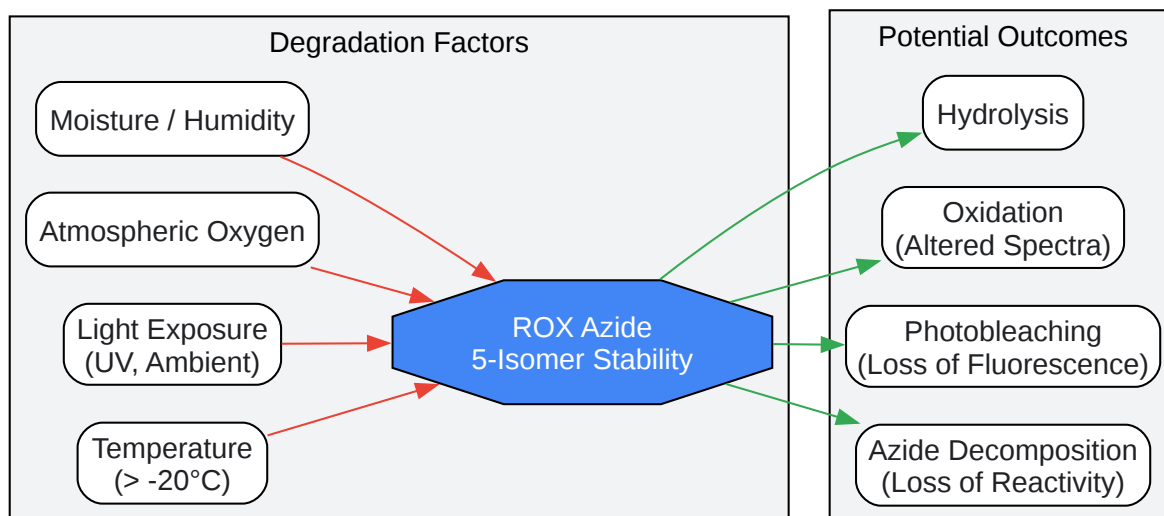 Degradation Factors
Moisture / Humidity
Atmospheric Oxygen
Light Exposure
(UV, Ambient)
Temperature
(> -20°C)
ROX Azide
5-Isomer Stability
Potential Outcomes
Hydrolysis
Oxidation
(Altered Spectra)
Photobleaching
(Loss of Fluorescence)
Azide Decomposition
(Loss of Reactivity)